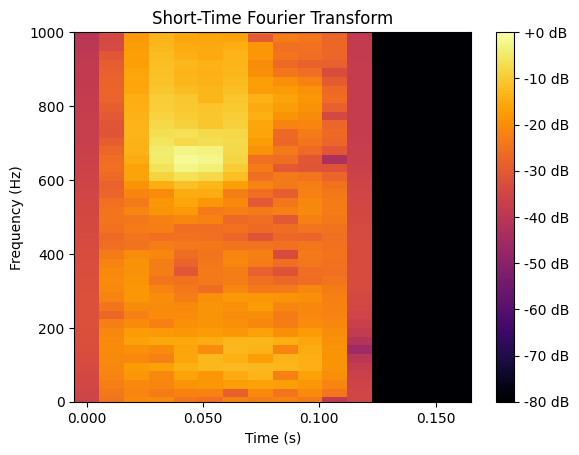 Short-Time Fourier Transform
1000
800
600
400
200
0
Frequency (Hz)
0.000
0.050
0.100
0.150
Time (s)
+0 dB
-10 dB
-20 dB
-30 dB
-40 dB
-50 dB
-60 dB
-70 dB
-80 dB